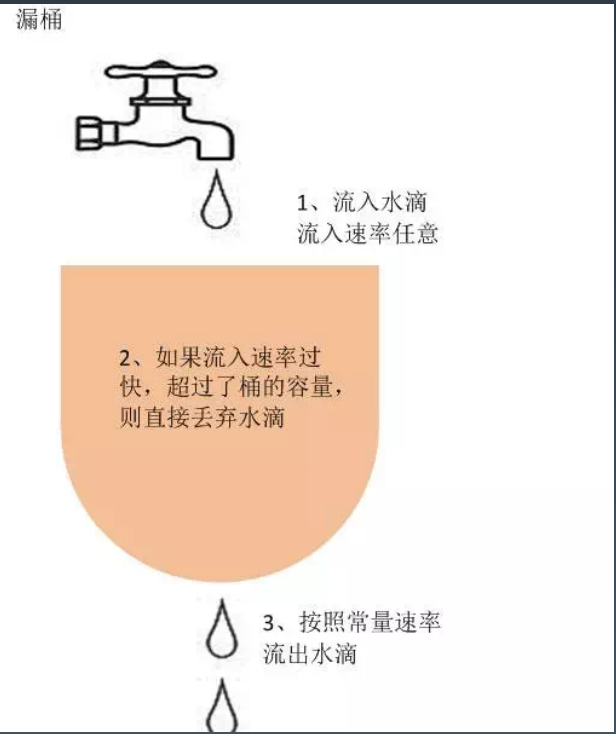 漏桶
1、流入水滴
流入速率任意
2、如果流入速率过
快，超过了桶的容量，
则直接丢弃水滴
3、按照常量速率
流出水滴